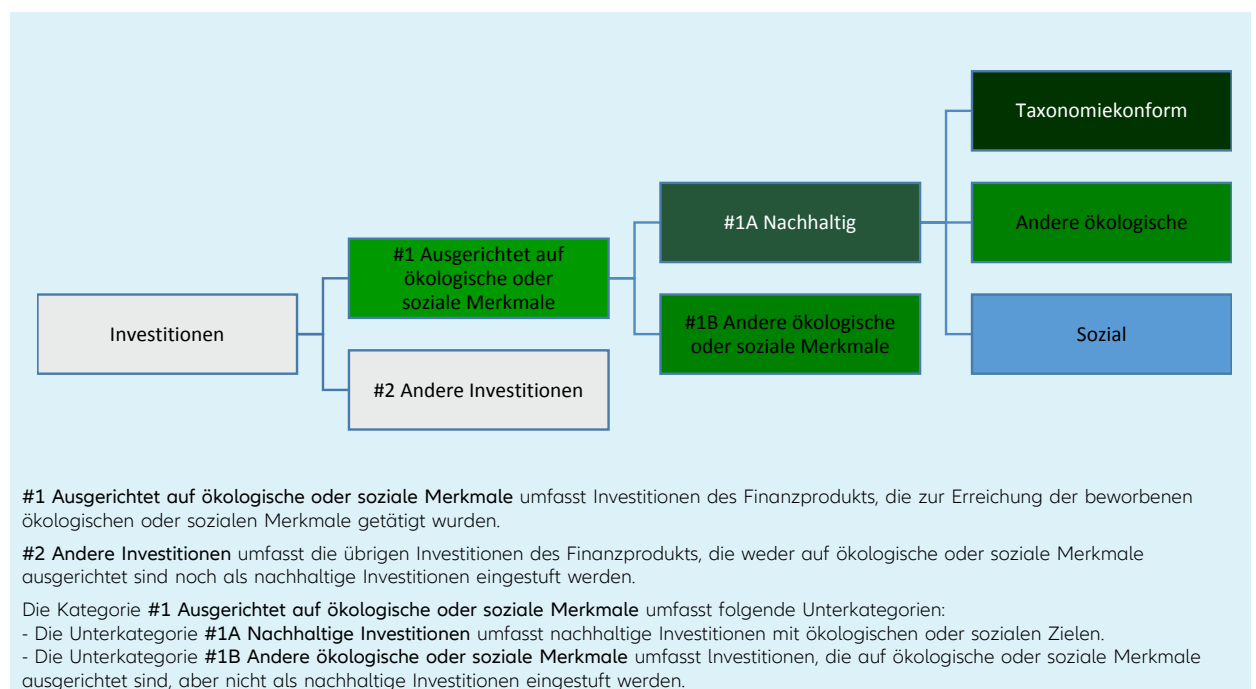 Taxonomiekonform
#1A Nachhaltig
Andere ökologische
#1 Ausgerichtet auf
ökologische oder
soziale Merkmale
Investitionen
#1B Andere ökologische
oder soziale Merkmale
Sozial
#2 Andere Investitionen
#1 Ausgerichtet auf ökologische oder soziale Merkmale umfasst Investitionen des Finanzprodukts, die zur Erreichung der beworbenen
ökologischen oder sozialen Merkmale getätigt wurden.
#2 Andere Investitionen umfasst die übrigen Investitionen des Finanzprodukts, die weder auf ökologische oder soziale Merkmale
ausgerichtet sind noch als nachhaltige Investitionen eingestuft werden.
Die Kategorie #1 Ausgerichtet auf ökologische oder soziale Merkmale umfasst folgende Unterkategorien:
- Die Unterkategorie #1A Nachhaltige Investitionen umfasst nachhaltige Investitionen mit ökologischen oder sozialen Zielen.
- Die Unterkategorie #1B Andere ökologische oder soziale Merkmale umfasst Investitionen, die auf ökologische oder soziale Merkmale
ausgerichtet sind, aber nicht als nachhaltige Investitionen eingestuft werden.